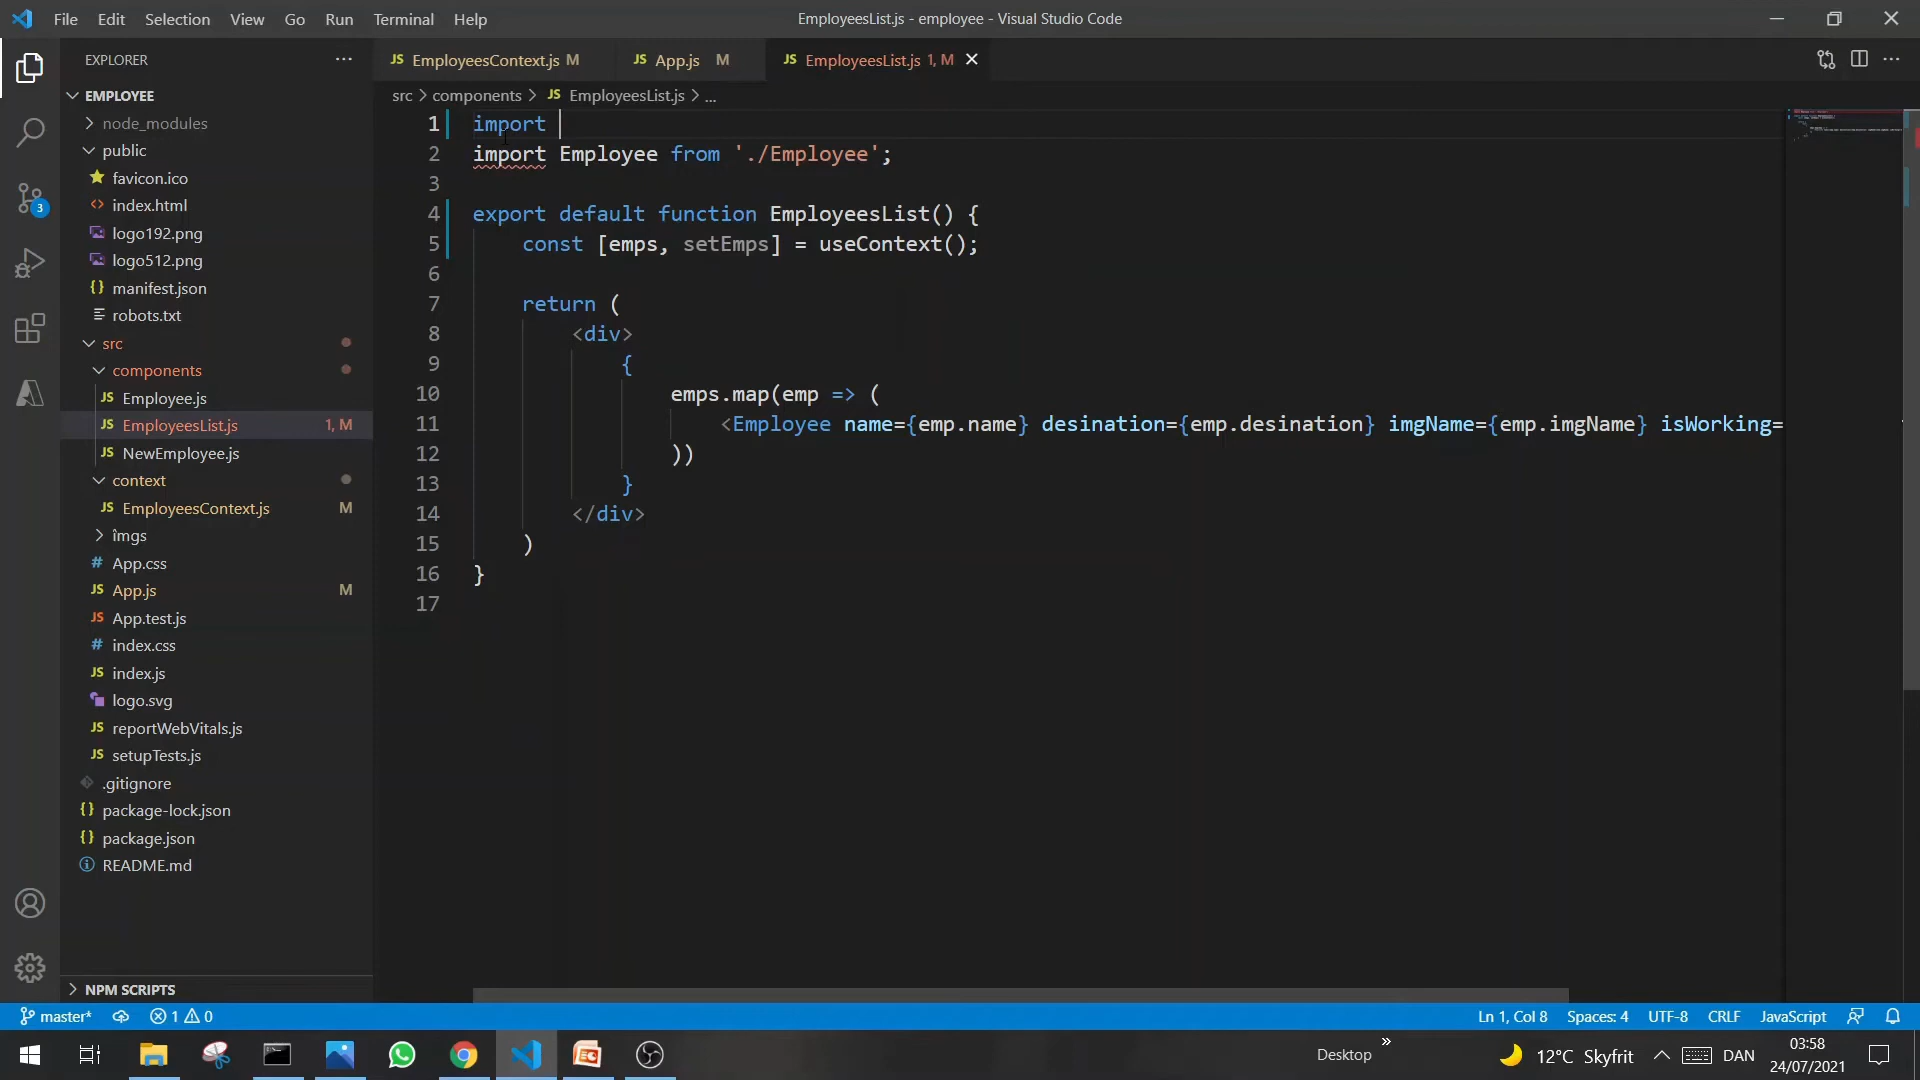 File Edit Selection View Go Run Terminal Help EmployeesList.js - employee - Visual Studio Code
EXPLORER
EMPLOYEE
node_modules
public
favicon.ico
index.html
logo192.png
logo512.png
manifest.json
robots.txt
src
components
Employee.js
EmployeesList.js 1, M
NewEmployee.js
context
EmployeesContext.js M
îmgs
App.css
App.js M
App.test.js
index.css
index.js
logo.svg
reportWebVitals.js
setupTests.js
.gitignore
package-lock.json
package.json
README.md
NPM SCRIPTS
JS EmployeesContext.js M JS App.js M JS EmployeesList.js 1, M
src > components > JS EmployeesList.js > ...
1 import
2 import Employee from './Employee';
3
4 export default function EmployeesList() {
5 const [emps, setEmps] = useContext();
6
7 return (
8 <div>
9 {
10 emps.map(emp => (
11 <Employee name={emp.name} desination={emp.desination} imgName={emp.imgName} isWorking=
12 ))
13 }
14 </div>
15 )
16 }
17
3
master* 1 0 Ln 1, Col 8 Spaces: 4 UTF-8 CRLF JavaScript
Desktop » 12°C Skyfrit DAN 03:58
24/07/2021